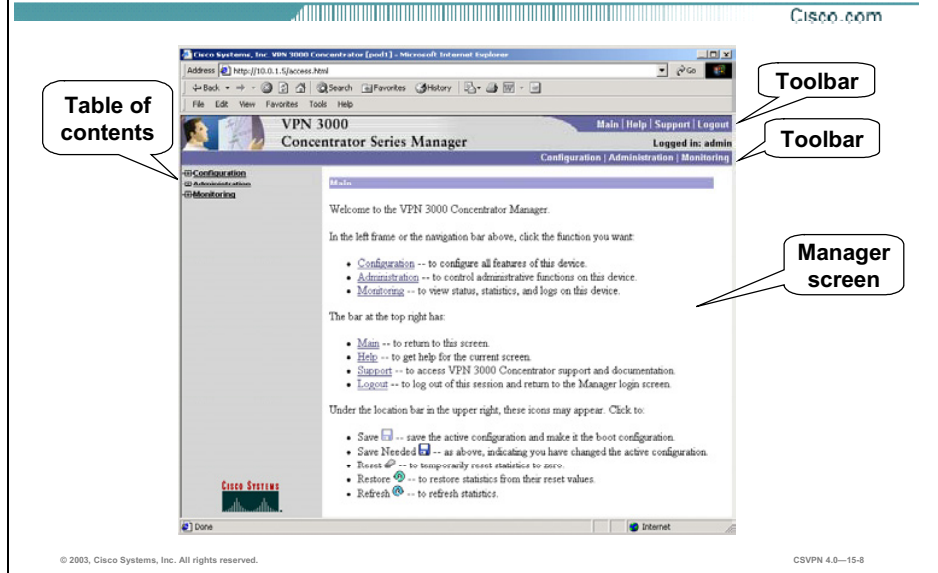 Cisco.com
Cisco Systems, Inc. VPN 3000 Concentrator [pod1] - Microsoft Internet Explorer
Address http://10.0.1.5/access.html Go
Back Search Favorites History
File Edit View Favorites Tools Help
Table of
contents
Toolbar
Toolbar
Manager
screen
VPN 3000
Concentrator Series Manager
Main | Help | Support | Logout
Logged in: admin
Configuration | Administration | Monitoring
Configuration
Administration
Monitoring
Main
Welcome to the VPN 3000 Concentrator Manager.
In the left frame or the navigation bar above, click the function you want:
• Configuration -- to configure all features of this device.
• Administration -- to control administrative functions on this device.
• Monitoring -- to view status, statistics, and logs on this device.
The bar at the top right has:
• Main -- to return to this screen.
• Help -- to get help for the current screen.
• Support -- to access VPN 3000 Concentrator support and documentation.
• Logout -- to log out of this session and return to the Manager login screen.
Under the location bar in the upper right, these icons may appear. Click to:
• Save -- save the active configuration and make it the boot configuration.
• Save Needed -- as above, indicating you have changed the active configuration.
• Reset -- to temporarily reset statistics to zero.
• Restore -- to restore statistics from their reset values.
• Refresh -- to refresh statistics.
CISCO SYSTEMS
Done
Internet
© 2003, Cisco Systems, Inc. All rights reserved.
CSVPN 4.0—15-8